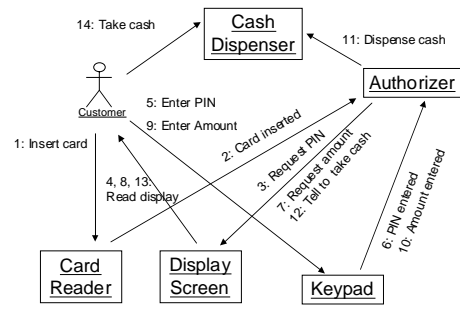 14: Take cash
Cash
Dispenser
11: Dispense cash
Authorizer
Customer
5: Enter PIN
9: Enter Amount
1: Insert card
2: Card inserted
3: Request PIN
7: Request amount
12: Tell to take cash
4, 8, 13:
Read display
6: PIN entered
10: Amount entered
Card
Reader
Display
Screen
Keypad